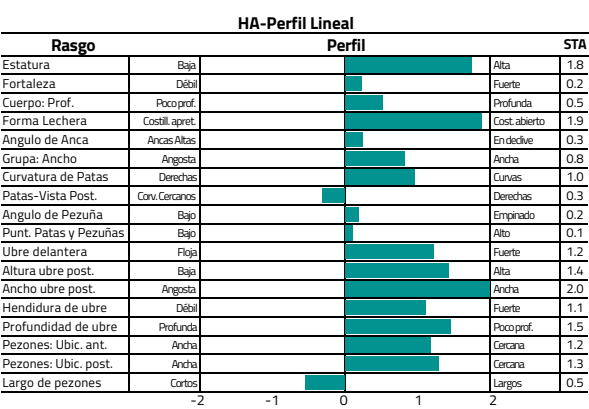 HA-Perfil Lineal
Rasgo Perfil STA
Estatura Baja Alta 1.8
Fortaleza Débil Fuerte 0.2
Cuerpo: Prof. Poco prof. Profunda 0.5
Forma Lechera Costill. apret. Cost. abierto 1.9
Angulo de Anca Ancas Altas En declive 0.3
Grupa: Ancho Angosta Ancha 0.8
Curvatura de Patas Derechas Curvas 1.0
Patas-Vista Post. Corv. Cercanos Derechas 0.3
Angulo de Pezuña Bajo Empinado 0.2
Punt. Patas y Pezuñas Bajo Alto 0.1
Ubre delantera Floja Fuerte 1.2
Altura ubre post. Baja Alta 1.4
Ancho ubre post. Angosta Ancha 2.0
Hendidura de ubre Débil Fuerte 1.1
Profundidad de ubre Profunda Poco prof. 1.5
Pezones: Ubic. ant. Ancha Cercana 1.2
Pezones: Ubic. post. Ancha Cercana 1.3
Largo de pezones Cortos Largos 0.5
-2 -1 0 1 2